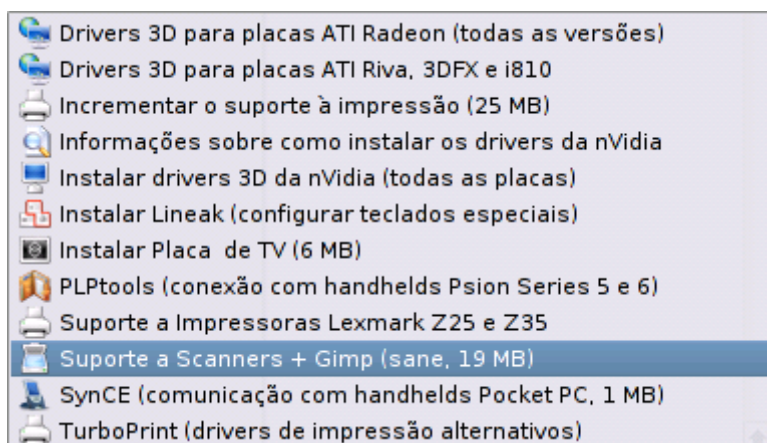 Drivers 3D para placas ATI Radeon (todas as versões)
Drivers 3D para placas ATI Riva, 3DFX e i810
Incrementar o suporte à impressão (25 MB)
Informações sobre como instalar os drivers da nVidia
Instalar drivers 3D da nVidia (todas as placas)
Instalar Lineak (configurar teclados especiais)
Instalar Placa  de TV (6 MB)
PLPtools (conexão com handhelds Psion Series 5 e 6)
Suporte a Impressoras Lexmark Z25 e Z35
Suporte a Scanners + Gimp (sane, 19 MB)
SynCE (comunicação com handhelds Pocket PC, 1 MB)
TurboPrint (drivers de impressão alternativos)